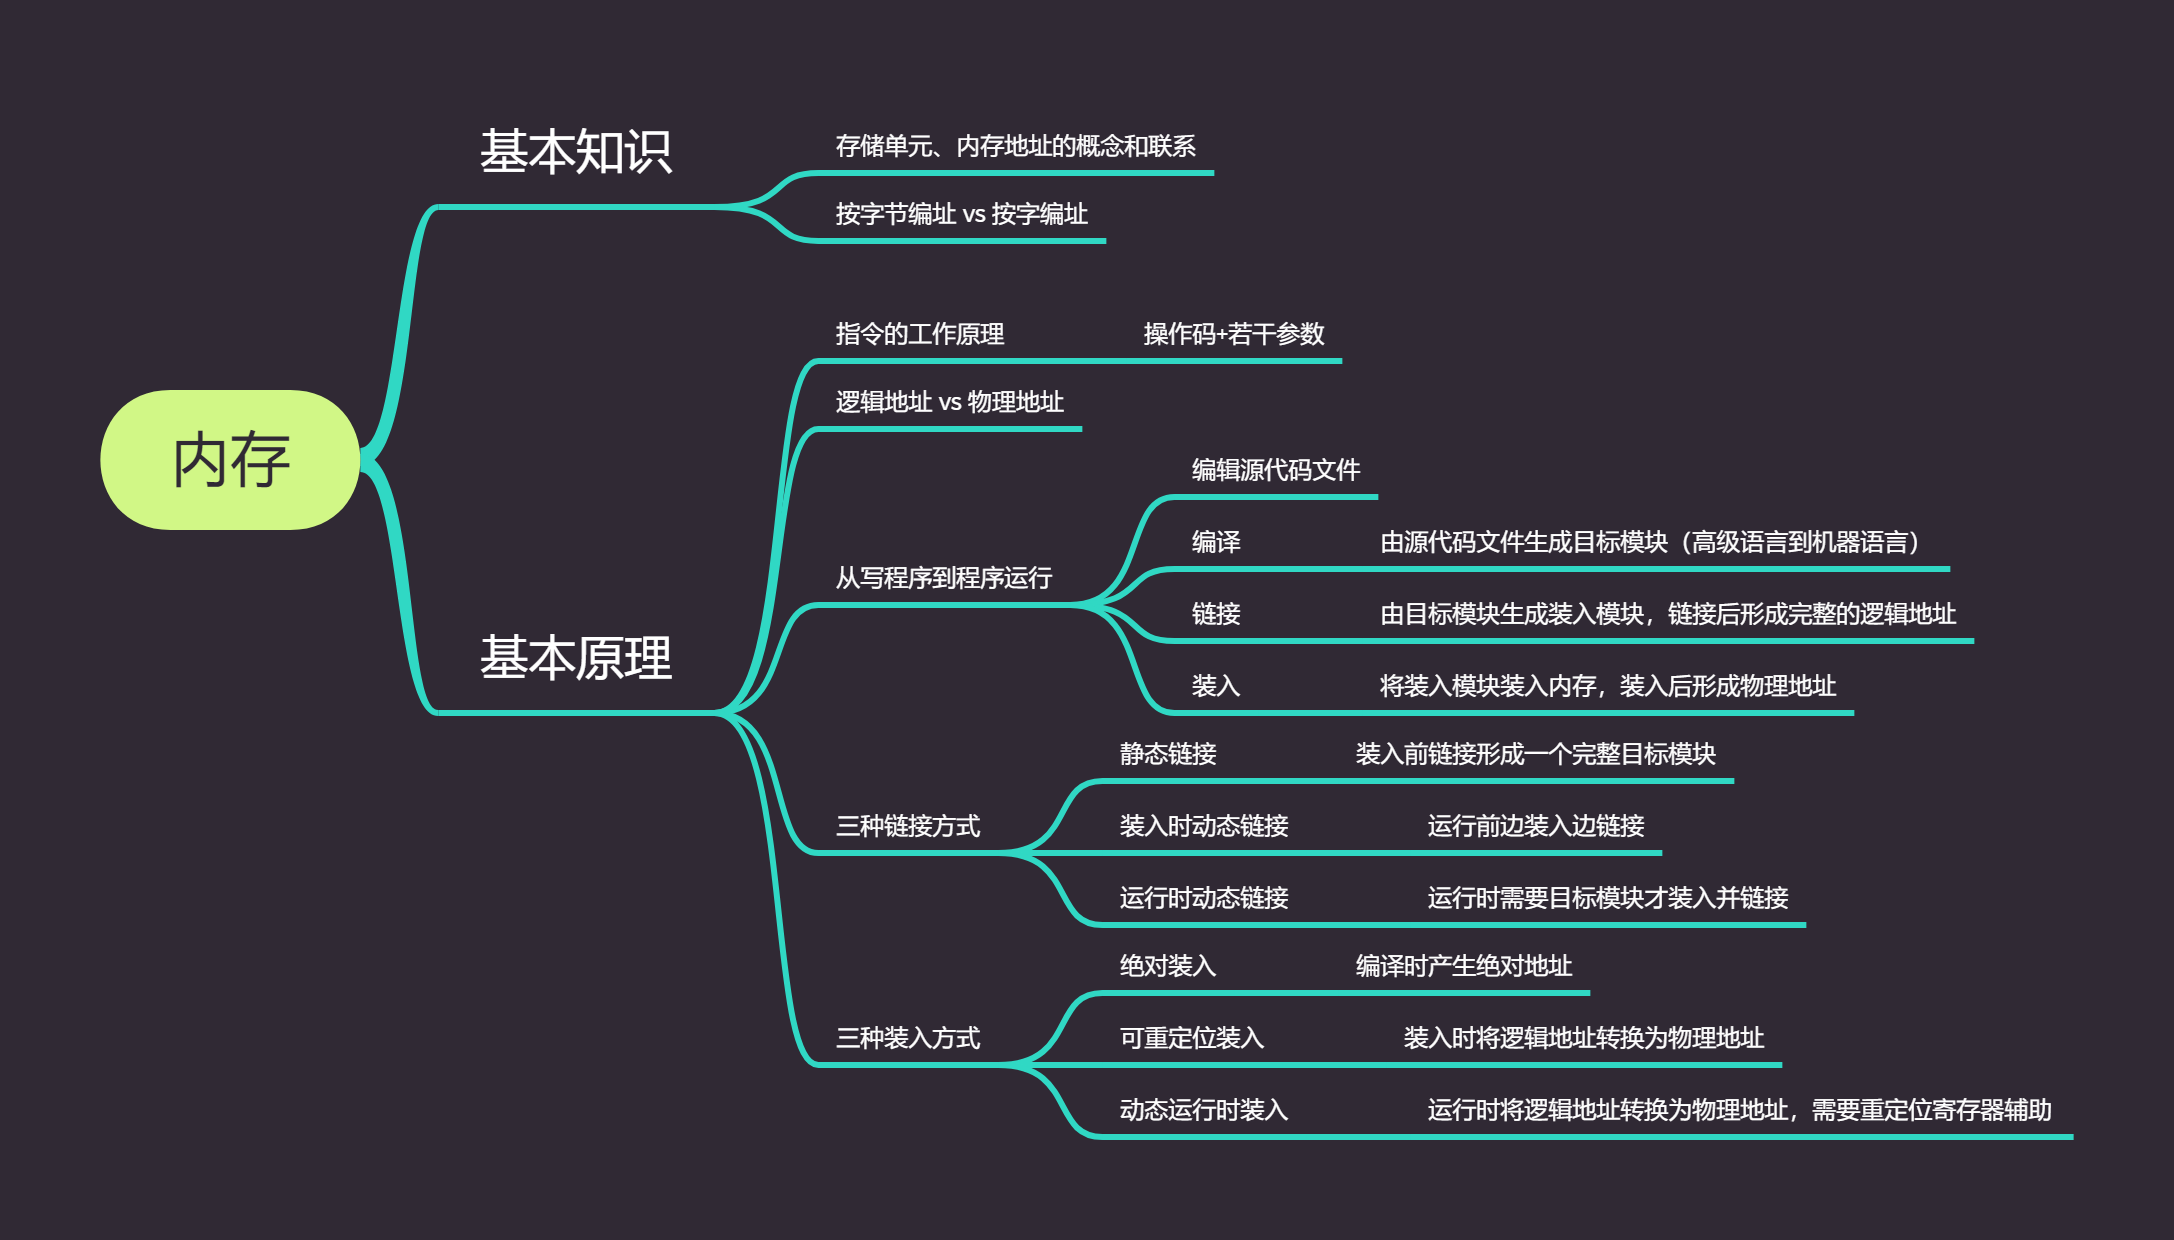 内存
基本知识
存储单元、内存地址的概念和联系
按字节编址 vs 按字编址
基本原理
指令的工作原理
操作码+若干参数
逻辑地址 vs 物理地址
从写程序到程序运行
编辑源代码文件
编译
由源代码文件生成目标模块（高级语言到机器语言）
链接
由目标模块生成装入模块，链接后形成完整的逻辑地址
装入
将装入模块装入内存，装入后形成物理地址
三种链接方式
静态链接
装入前链接形成一个完整目标模块
装入时动态链接
运行前边装入边链接
运行时动态链接
运行时需要目标模块才装入并链接
三种装入方式
绝对装入
编译时产生绝对地址
可重定位装入
装入时将逻辑地址转换为物理地址
动态运行时装入
运行时将逻辑地址转换为物理地址，需要重定位寄存器辅助